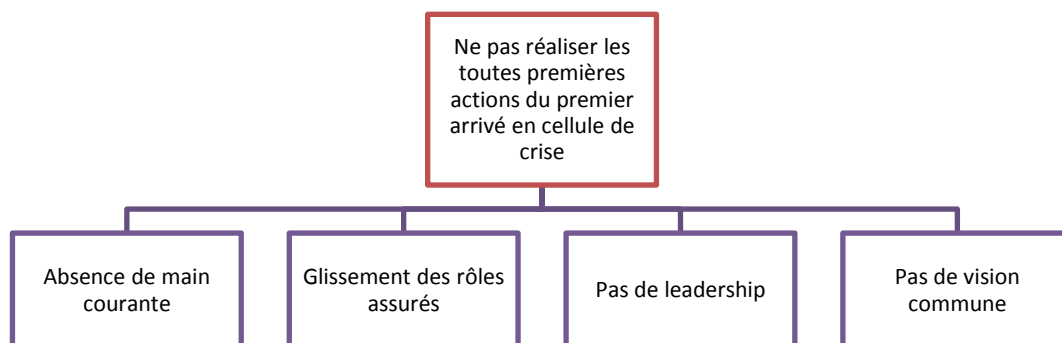 Ne pas réaliser les
toutes premières
actions du premier
arrivé en cellule de
crise
Absence de main
courante
Glissement des rôles
assurés
Pas de leadership
Pas de vision
commune